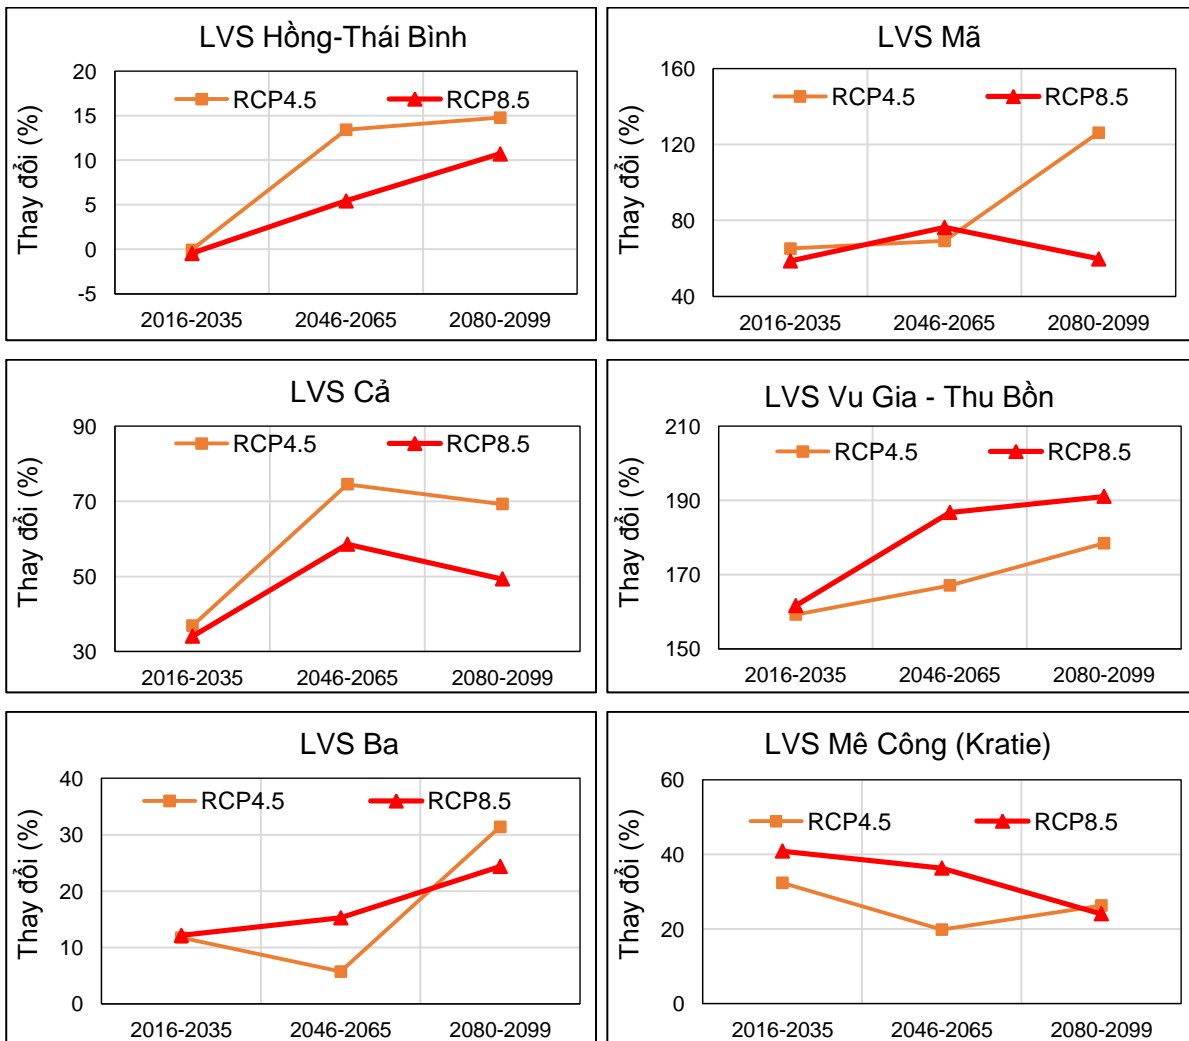 LVS Hồng-Thái Bình
Thay đổi (%)
RCP4.5
RCP8.5
20
15
10
5
0
-5
2016-2035
2046-2065
2080-2099
LVS Mã
Thay đổi (%)
RCP4.5
RCP8.5
160
120
80
40
2016-2035
2046-2065
2080-2099
LVS Cả
Thay đổi (%)
RCP4.5
RCP8.5
90
70
50
30
2016-2035
2046-2065
2080-2099
LVS Vu Gia - Thu Bồn
Thay đổi (%)
RCP4.5
RCP8.5
210
190
170
150
2016-2035
2046-2065
2080-2099
LVS Ba
Thay đổi (%)
RCP4.5
RCP8.5
40
30
20
10
0
2016-2035
2046-2065
2080-2099
LVS Mê Công (Kratie)
Thay đổi (%)
RCP4.5
RCP8.5
60
40
20
0
2016-2035
2046-2065
2080-2099